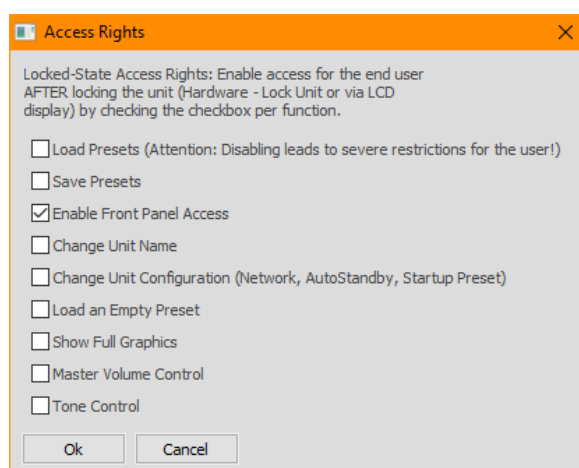 Access Rights
Locked-State Access Rights: Enable access for the end user
AFTER locking the unit (Hardware - Lock Unit or via LCD
display) by checking the checkbox per function.
Load Presets (Attention: Disabling leads to severe restrictions for the user!)
Save Presets
Enable Front Panel Access
Change Unit Name
Change Unit Configuration (Network, AutoStandby, Startup Preset)
Load an Empty Preset
Show Full Graphics
Master Volume Control
Tone Control
Ok Cancel